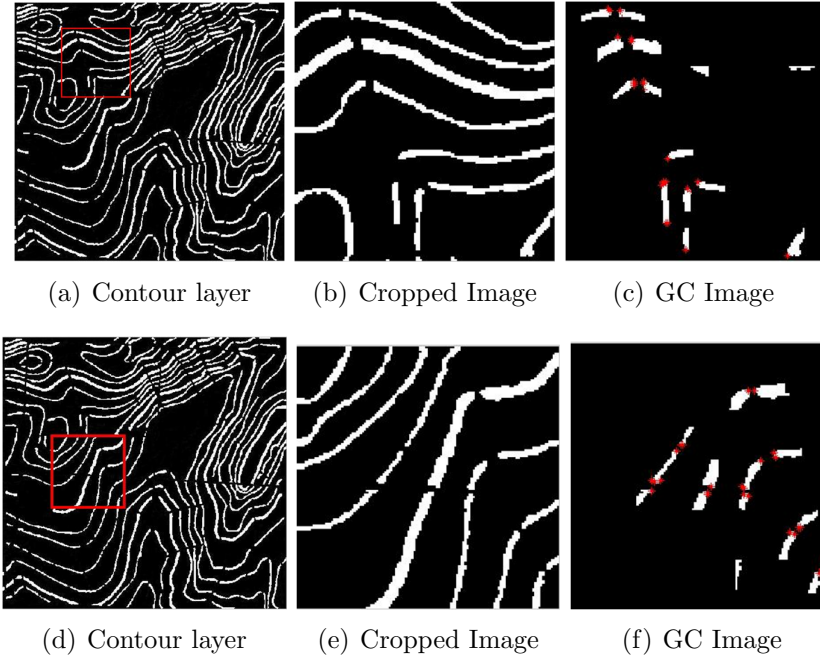 (a) Contour layer (b) Cropped Image (c) GC Image
(d) Contour layer (e) Cropped Image (f) GC Image